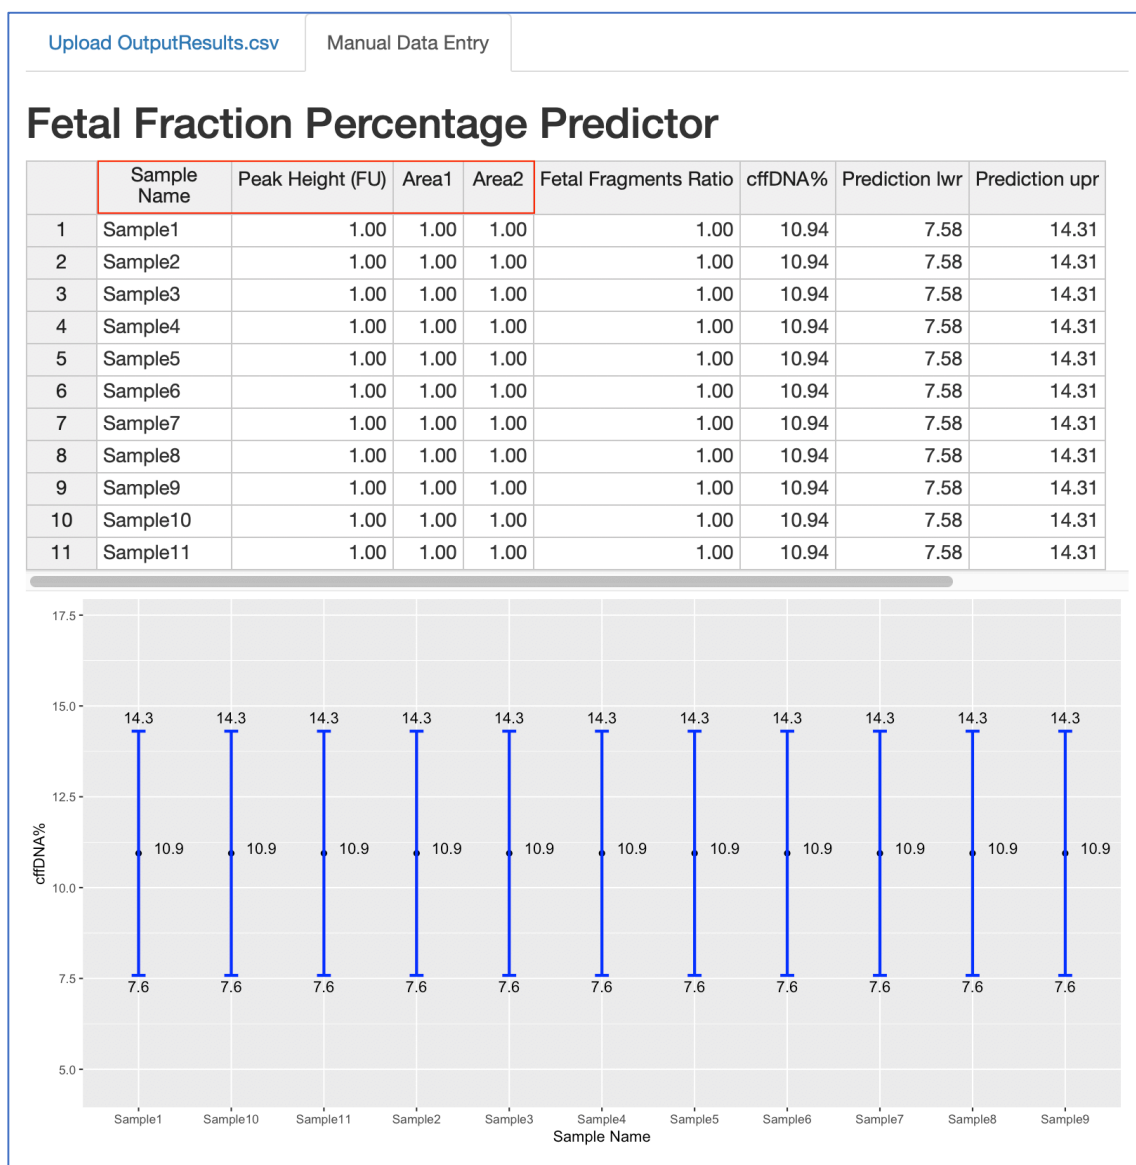 Upload OutputResults.csv Manual Data Entry
Fetal Fraction Percentage Predictor
Sample Name Peak Height (FU) Area1 Area2 Fetal Fragments Ratio cffDNA% Prediction lwr Prediction upr
1 Sample1 1.00 1.00 1.00 1.00 10.94 7.58 14.31
2 Sample2 1.00 1.00 1.00 1.00 10.94 7.58 14.31
3 Sample3 1.00 1.00 1.00 1.00 10.94 7.58 14.31
4 Sample4 1.00 1.00 1.00 1.00 10.94 7.58 14.31
5 Sample5 1.00 1.00 1.00 1.00 10.94 7.58 14.31
6 Sample6 1.00 1.00 1.00 1.00 10.94 7.58 14.31
7 Sample7 1.00 1.00 1.00 1.00 10.94 7.58 14.31
8 Sample8 1.00 1.00 1.00 1.00 10.94 7.58 14.31
9 Sample9 1.00 1.00 1.00 1.00 10.94 7.58 14.31
10 Sample10 1.00 1.00 1.00 1.00 10.94 7.58 14.31
11 Sample11 1.00 1.00 1.00 1.00 10.94 7.58 14.31
17.5
15.0
14.3 14.3 14.3 14.3 14.3 14.3 14.3 14.3 14.3 14.3 14.3
12.5
cffDNA%
10.9 10.9 10.9 10.9 10.9 10.9 10.9 10.9 10.9 10.9 10.9
10.0
7.5
7.6 7.6 7.6 7.6 7.6 7.6 7.6 7.6 7.6 7.6 7.6
5.0
Sample1 Sample10 Sample11 Sample2 Sample3 Sample4 Sample5 Sample6 Sample7 Sample8 Sample9
Sample Name